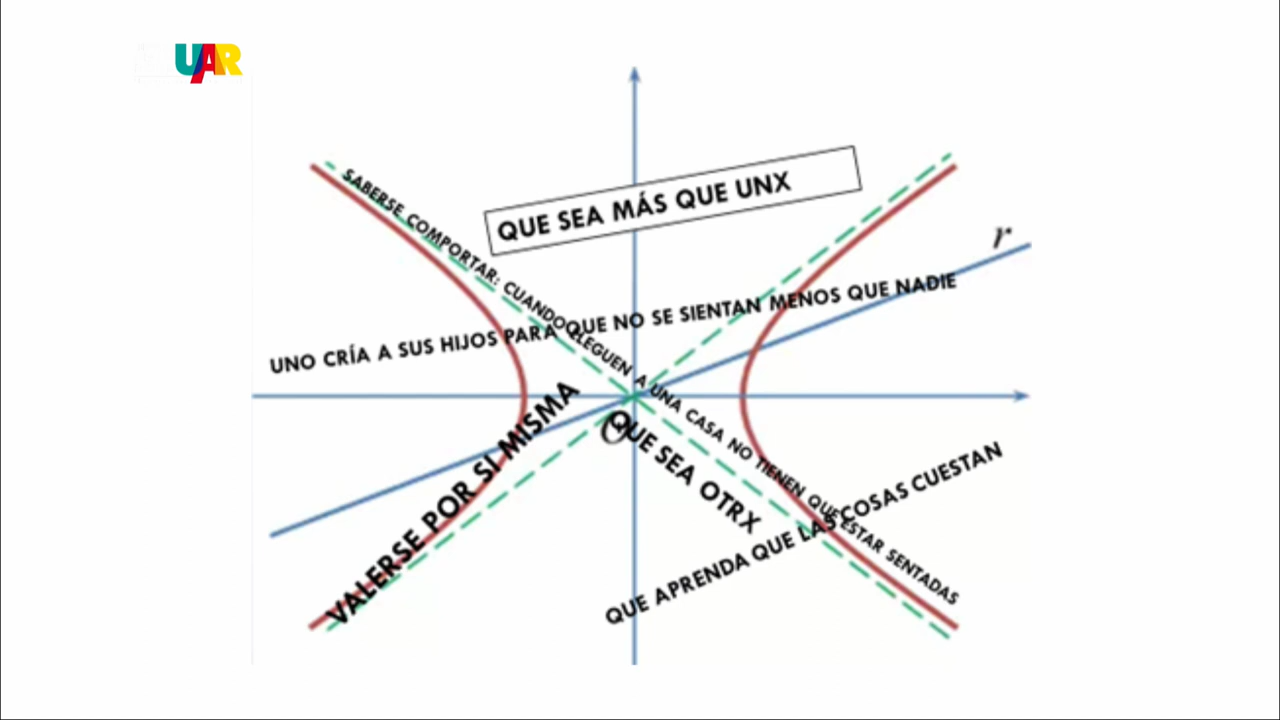 UAR
QUE SEA MÁS QUE UNX
SABERSE COMPORTAR: CUANDO LLEGUEN A UNA CASA NO TIENEN QUE ESTAR SENTADAS
r
UNO CRÍA A SUS HIJOS PARA QUE NO SE SIENTAN MENOS QUE NADIE
VALERSE POR SI MISMA
O
QUE SEA OTRX
QUE APRENDA QUE LAS COSAS CUESTAN